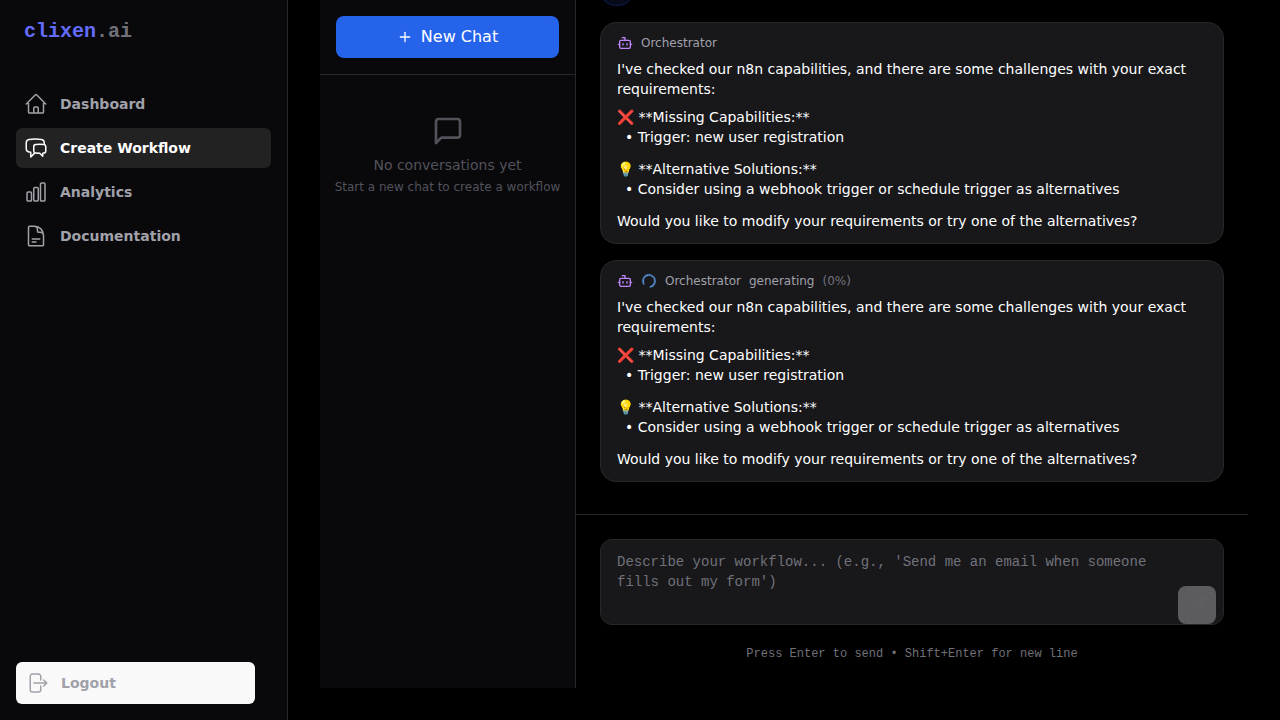 clixen.ai
Dashboard
Create Workflow
Analytics
Documentation
Logout
+ New Chat
No conversations yet
Start a new chat to create a workflow
Orchestrator
I've checked our n8n capabilities, and there are some challenges with your exact
requirements:
❌ **Missing Capabilities:**
• Trigger: new user registration
💡 **Alternative Solutions:**
• Consider using a webhook trigger or schedule trigger as alternatives
Would you like to modify your requirements or try one of the alternatives?
Orchestrator generating (0%)
I've checked our n8n capabilities, and there are some challenges with your exact
requirements:
❌ **Missing Capabilities:**
• Trigger: new user registration
💡 **Alternative Solutions:**
• Consider using a webhook trigger or schedule trigger as alternatives
Would you like to modify your requirements or try one of the alternatives?
Describe your workflow... (e.g., 'Send me an email when someone
fills out my form')
Press Enter to send • Shift+Enter for new line